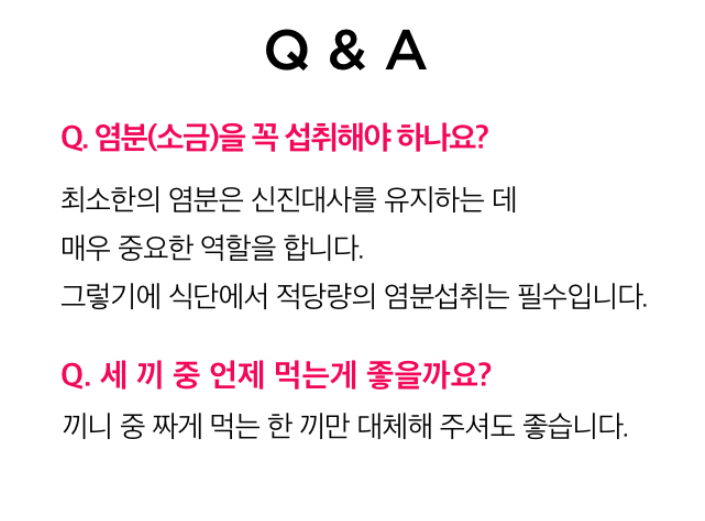 Q & A
Q. 염분(소금)을 꼭 섭취해야 하나요?
최소한의 염분은 신진대사를 유지하는 데
매우 중요한 역할을 합니다.
그렇기에 식단에서 적당량의 염분섭취는 필수입니다.
Q. 세 끼 중 언제 먹는게 좋을까요?
끼니 중 짜게 먹는 한 끼만 대체해 주셔도 좋습니다.